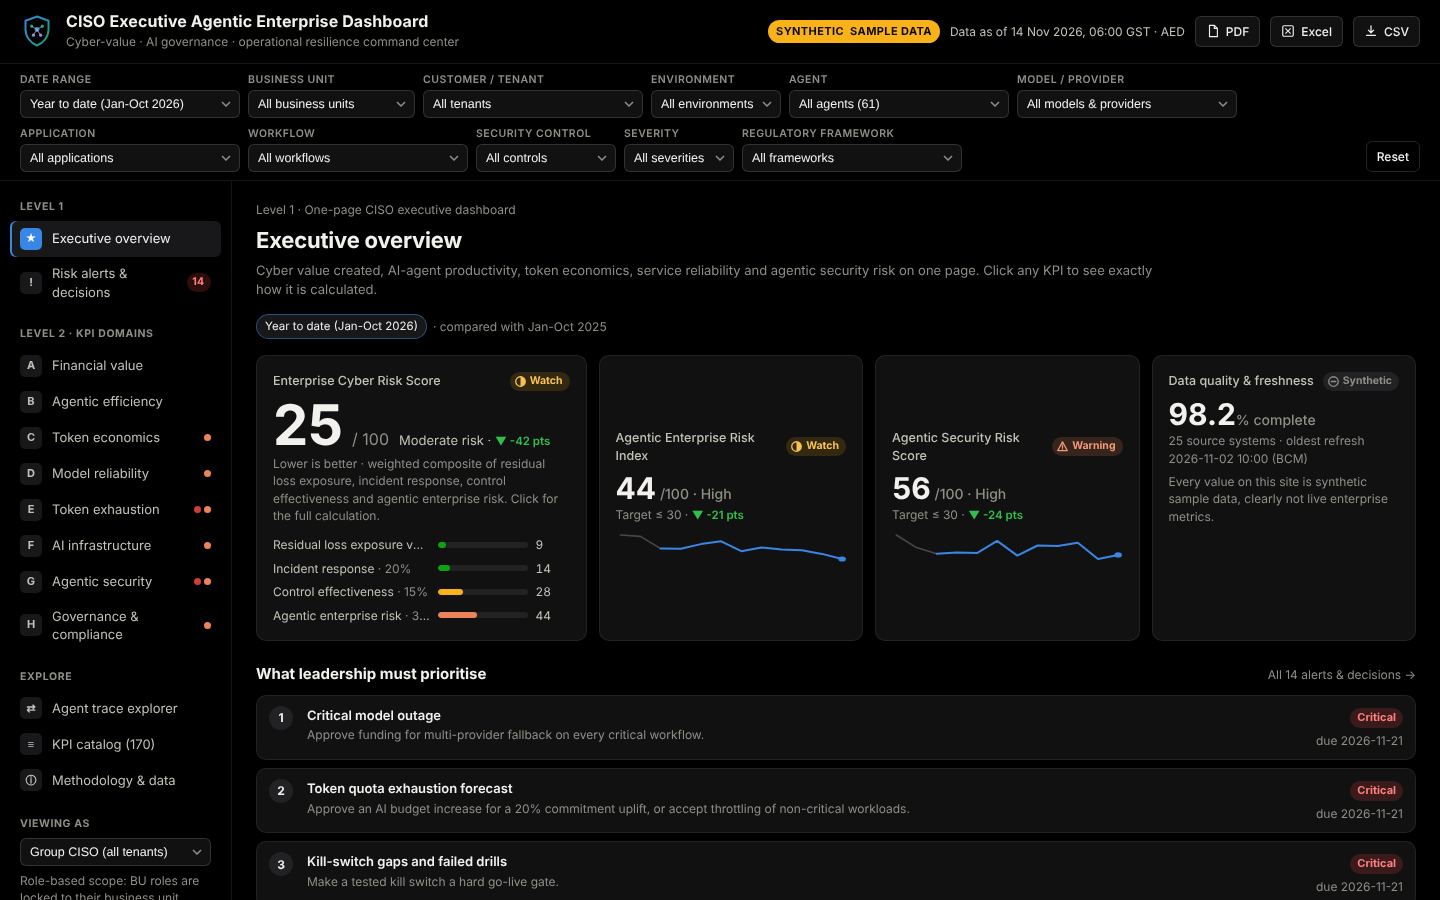 CISO Executive Agentic Enterprise Dashboard
Cyber-value · AI governance · operational resilience command center
SYNTHETIC SAMPLE DATA
Data as of 14 Nov 2026, 06:00 GST · AED
PDF
Excel
CSV
DATE RANGE
BUSINESS UNIT
CUSTOMER / TENANT
ENVIRONMENT
AGENT
MODEL / PROVIDER
Year to date (Jan-Oct 2026)
All business units
All tenants
All environments
All agents (61)
All models & providers
APPLICATION
WORKFLOW
SECURITY CONTROL
SEVERITY
REGULATORY FRAMEWORK
All applications
All workflows
All controls
All severities
All frameworks
Reset
LEVEL 1
★ Executive overview
! Risk alerts &
decisions
14
LEVEL 2 · KPI DOMAINS
A Financial value
B Agentic efficiency
C Token economics
D Model reliability
E Token exhaustion
F AI infrastructure
G Agentic security
H Governance &
compliance
EXPLORE
⇄ Agent trace explorer
≡ KPI catalog (170)
ⓘ Methodology & data
VIEWING AS
Group CISO (all tenants)
Role-based scope: BU roles are
locked to their business unit
Level 1 · One-page CISO executive dashboard
Executive overview
Cyber value created, AI-agent productivity, token economics, service reliability and agentic security risk on one page. Click any KPI to see exactly
how it is calculated.
Year to date (Jan-Oct 2026) · compared with Jan-Oct 2025
Enterprise Cyber Risk Score
Watch
25 / 100 Moderate risk · ▼ -42 pts
Lower is better · weighted composite of residual
loss exposure, incident response, control
effectiveness and agentic enterprise risk. Click for
the full calculation.
Residual loss exposure v... 9
Incident response · 20% 14
Control effectiveness · 15% 28
Agentic enterprise risk · 3... 44
Agentic Enterprise Risk
Index
Watch
44 /100 · High
Target ≤ 30 · ▼ -21 pts
Agentic Security Risk
Score
Warning
56 /100 · High
Target ≤ 30 · ▼ -24 pts
Data quality & freshness
Synthetic
98.2% complete
25 source systems · oldest refresh
2026-11-02 10:00 (BCM)
Every value on this site is synthetic
sample data, clearly not live enterprise
metrics.
What leadership must prioritise
All 14 alerts & decisions →
1 Critical model outage
Critical
Approve funding for multi-provider fallback on every critical workflow.
due 2026-11-21
2 Token quota exhaustion forecast
Critical
Approve an AI budget increase for a 20% commitment uplift, or accept throttling of non-critical workloads.
due 2026-11-21
3 Kill-switch gaps and failed drills
Critical
Make a tested kill switch a hard go-live gate.
due 2026-11-21